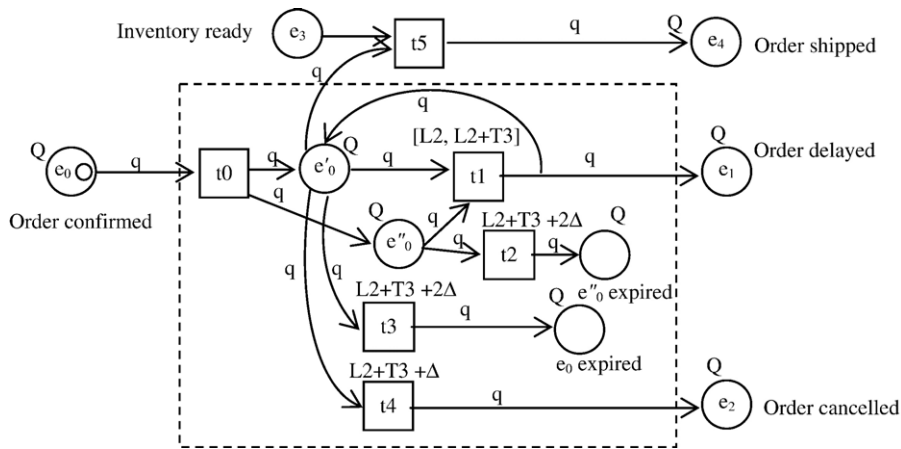 Inventory ready
e3
t5
q
Q
e4
Order shipped
q
q
[L2, L2+T3]
Q
e0
q
t0
q
e'0
Q
q
t1
q
Q
e1
Order delayed
Order confirmed
q
Q
e''0
q
q
L2+T3 +2Δ
t2
q
Q
e''0 expired
q
q
L2+T3 +2Δ
t3
q
Q
e0 expired
L2+T3 +Δ
t4
q
Q
e2
Order cancelled